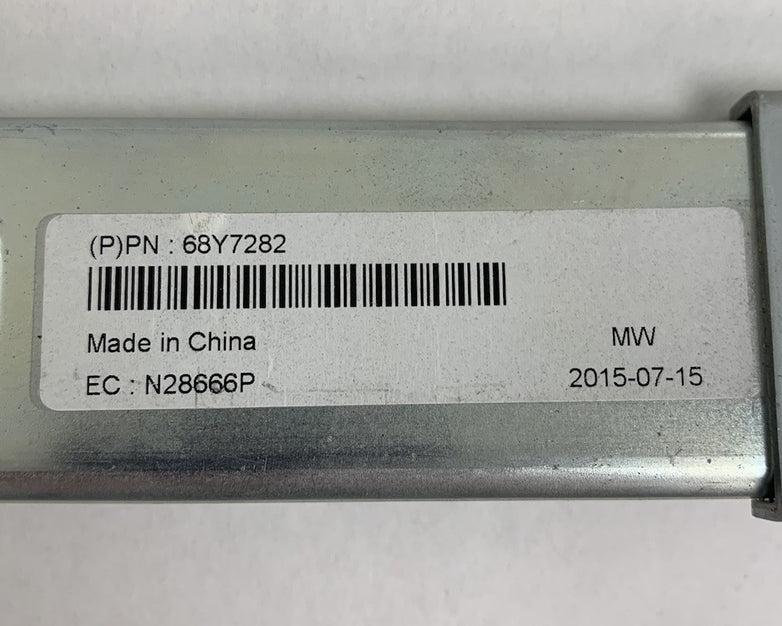 (P)PN : 68Y7282
Made in China
MW
EC : N28666P
2015-07-15